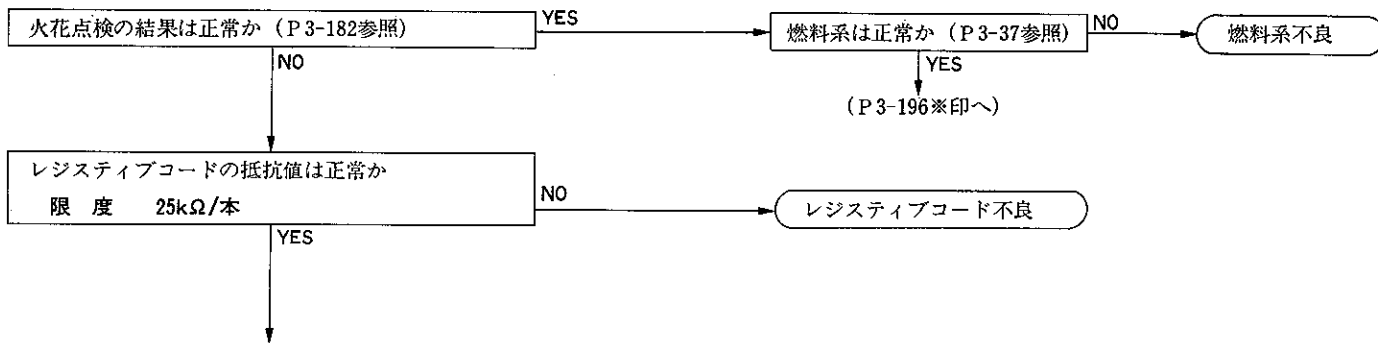 火花点検の結果は正常か (P3-182参照)
YES
燃料系は正常か (P3-37参照)
NO
燃料系不良
NO
YES
(P3-196※印へ)
レジスティブコードの抵抗値は正常か
限 度 25kΩ/本
NO
レジスティブコード不良
YES